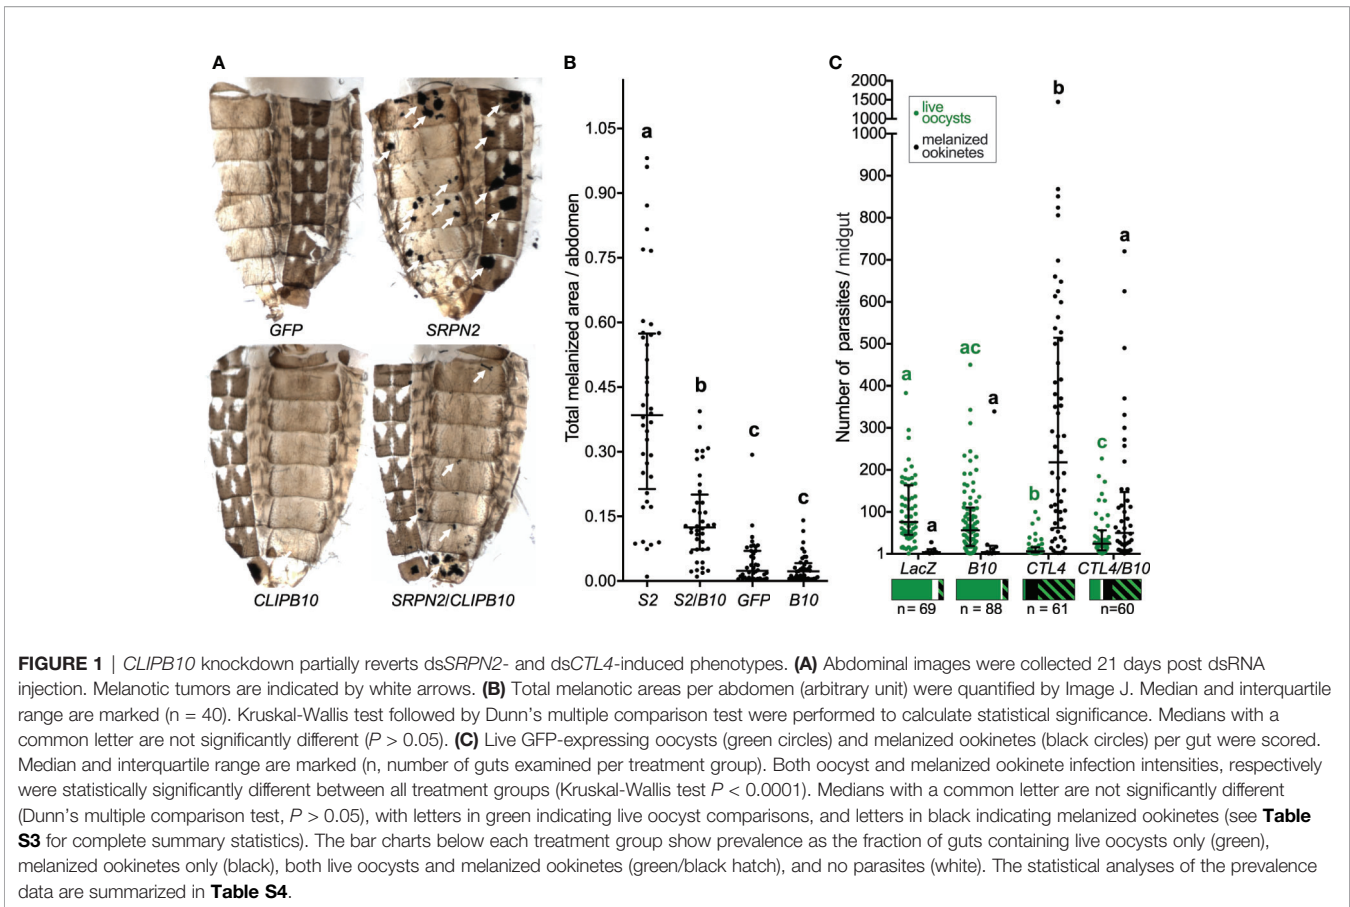 A
GFP
SRPN2
CLIPB10
SRPN2/CLIPB10
B
Total melanized area / abdomen
1.05
0.90
0.75
0.60
0.45
0.30
0.15
0.00
a
b
c
c
S2
S2/B10
GFP
B10
C
Number of parasites / midgut
2000
1500
1000
1000
900
800
700
600
500
400
300
200
100
1
live
oocysts
melanized
ookinetes
a
a
ac
a
b
b
c
a
LacZ
B10
CTL4
CTL4/B10
n = 69
n = 88
n = 61
n=60
FIGURE 1 | CLIPB10 knockdown partially reverts dsSRPN2- and dsCTL4-induced phenotypes. (A) Abdominal images were collected 21 days post dsRNA
injection. Melanotic tumors are indicated by white arrows. (B) Total melanotic areas per abdomen (arbitrary unit) were quantified by Image J. Median and interquartile
range are marked (n = 40). Kruskal-Wallis test followed by Dunn's multiple comparison test were performed to calculate statistical significance. Medians with a
common letter are not significantly different (P > 0.05). (C) Live GFP-expressing oocysts (green circles) and melanized ookinetes (black circles) per gut were scored.
Median and interquartile range are marked (n, number of guts examined per treatment group). Both oocyst and melanized ookinete infection intensities, respectively
were statistically significantly different between all treatment groups (Kruskal-Wallis test P < 0.0001). Medians with a common letter are not significantly different
(Dunn's multiple comparison test, P > 0.05), with letters in green indicating live oocyst comparisons, and letters in black indicating melanized ookinetes (see Table
S3 for complete summary statistics). The bar charts below each treatment group show prevalence as the fraction of guts containing live oocysts only (green),
melanized ookinetes only (black), both live oocysts and melanized ookinetes (green/black hatch), and no parasites (white). The statistical analyses of the prevalence
data are summarized in Table S4.